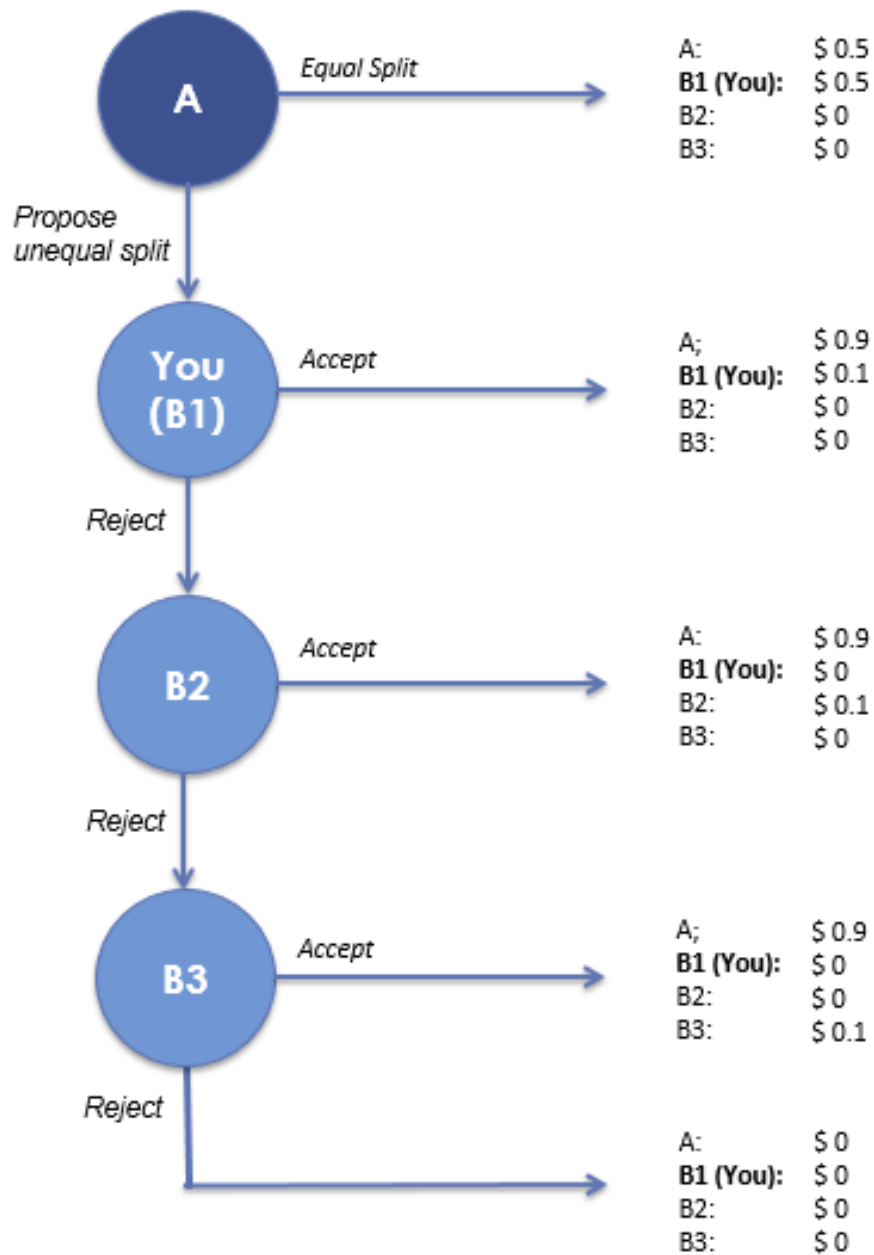 A
Equal Split
A: $ 0.5
B1 (You): $ 0.5
B2: $ 0
B3: $ 0
Propose
unequal split
You
(B1)
Accept
A; $ 0.9
B1 (You): $ 0.1
B2: $ 0
B3: $ 0
Reject
B2
Accept
A: $ 0.9
B1 (You): $ 0
B2: $ 0.1
B3: $ 0
Reject
B3
Accept
A; $ 0.9
B1 (You): $ 0
B2: $ 0
B3: $ 0.1
Reject
A: $ 0
B1 (You): $ 0
B2: $ 0
B3: $ 0